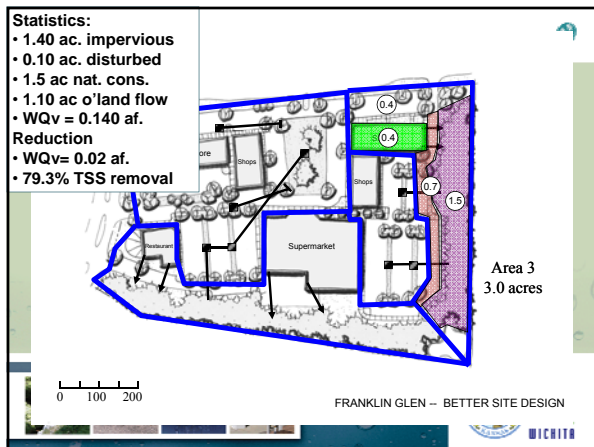 Statistics:
• 1.40 ac. impervious
• 0.10 ac. disturbed
• 1.5 ac nat. cons.
• 1.10 ac o'land flow
• WQv = 0.140 af.
Reduction
• WQv= 0.02 af.
• 79.3% TSS removal
0.4
0.4
ore
Shops
Shops
0.7
1.5
Restaurant
Supermarket
Area 3
3.0 acres
0 100 200
FRANKLIN GLEN -- BETTER SITE DESIGN
WICHITA